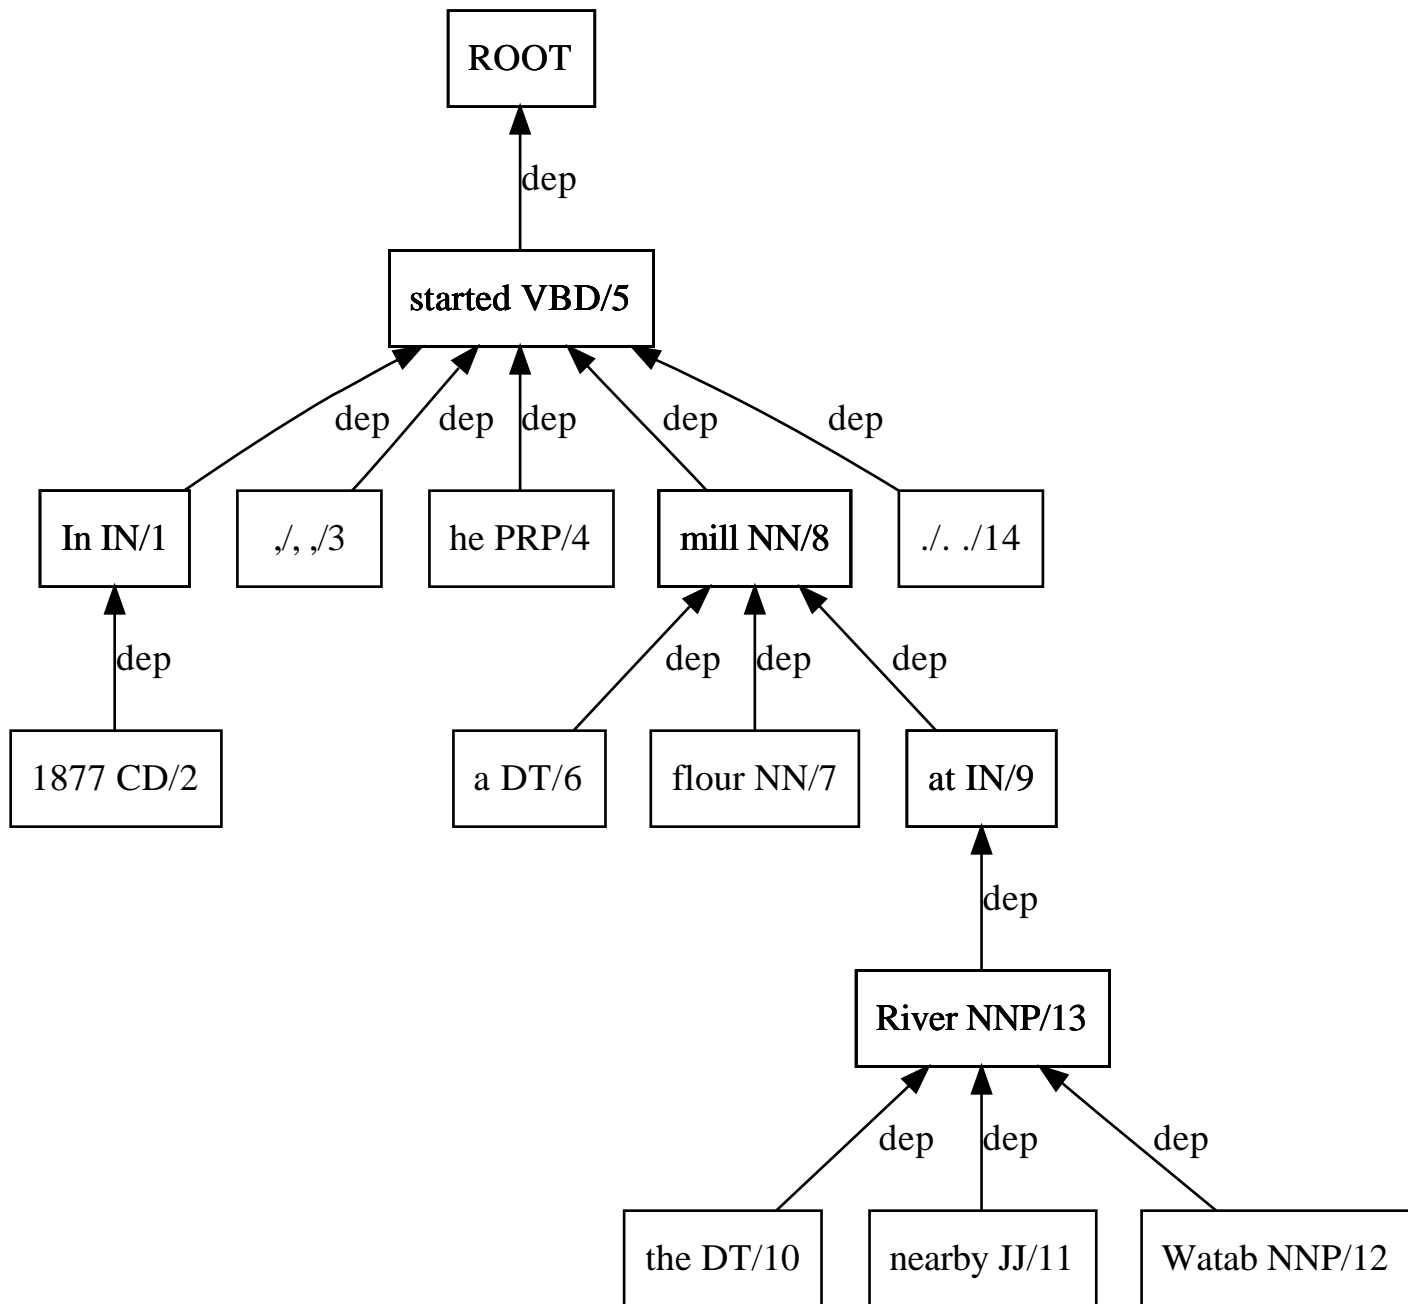 ROOT
dep
started VBD/5
dep dep dep dep dep
In IN/1 ,/, ,/3 he PRP/4 mill NN/8 ./. ./14
dep dep dep dep
1877 CD/2 a DT/6 flour NN/7 at IN/9
dep
River NNP/13
dep dep dep
the DT/10 nearby JJ/11 Watab NNP/12